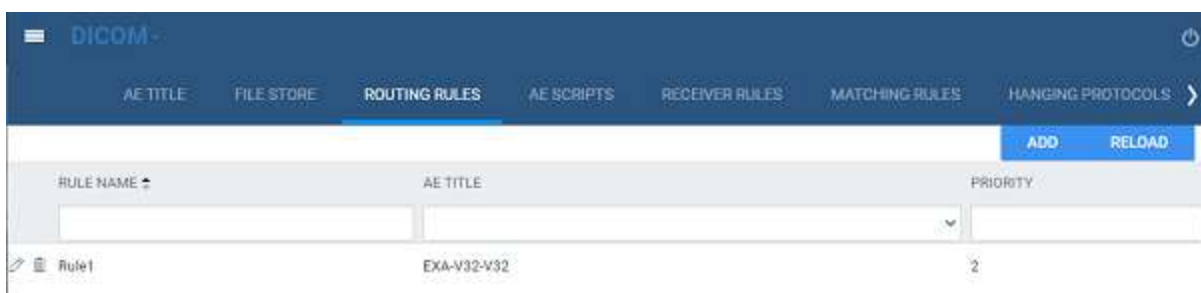 DICOM
AE TITLE FILE STORE ROUTING RULES AE SCRIPTS RECEIVER RULES MATCHING RULES HANGING PROTOCOLS
ADD RELOAD
RULE NAME AE TITLE PRIORITY
Rule1 EXA-V32-V32 2